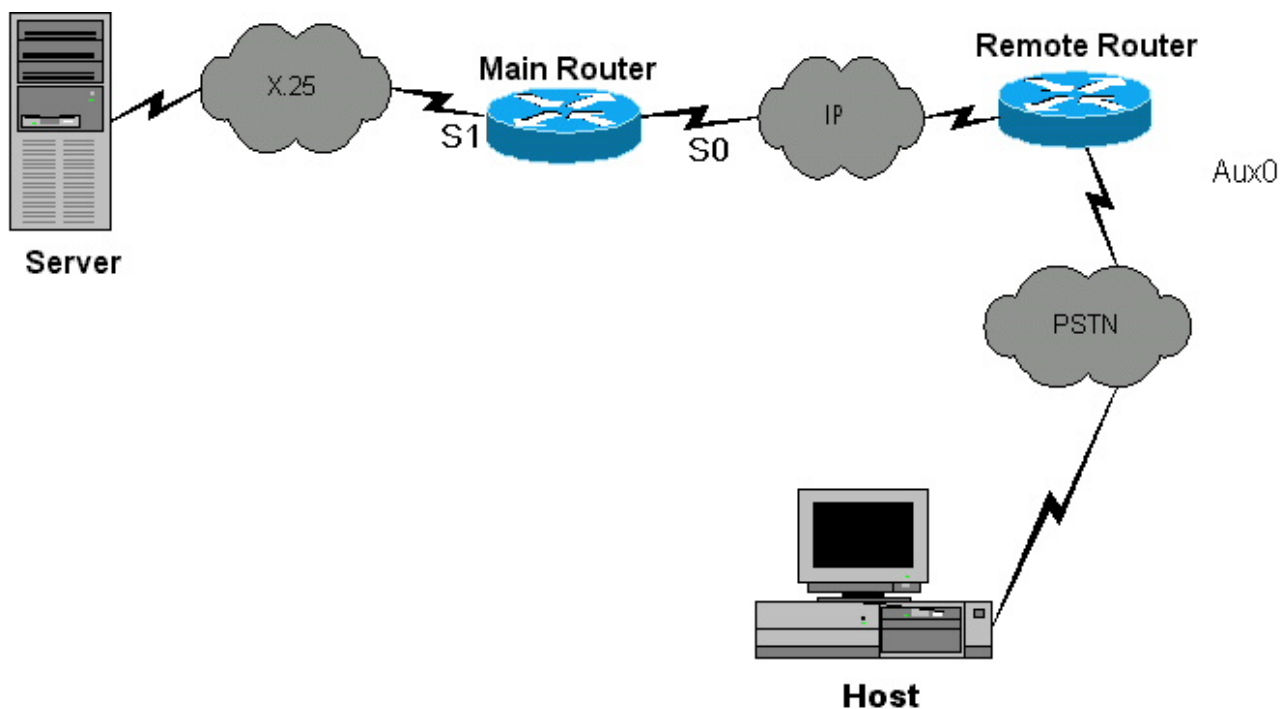 Remote Router
Main Router
X.25
IP
S1
S0
Aux0
Server
PSTN
Host